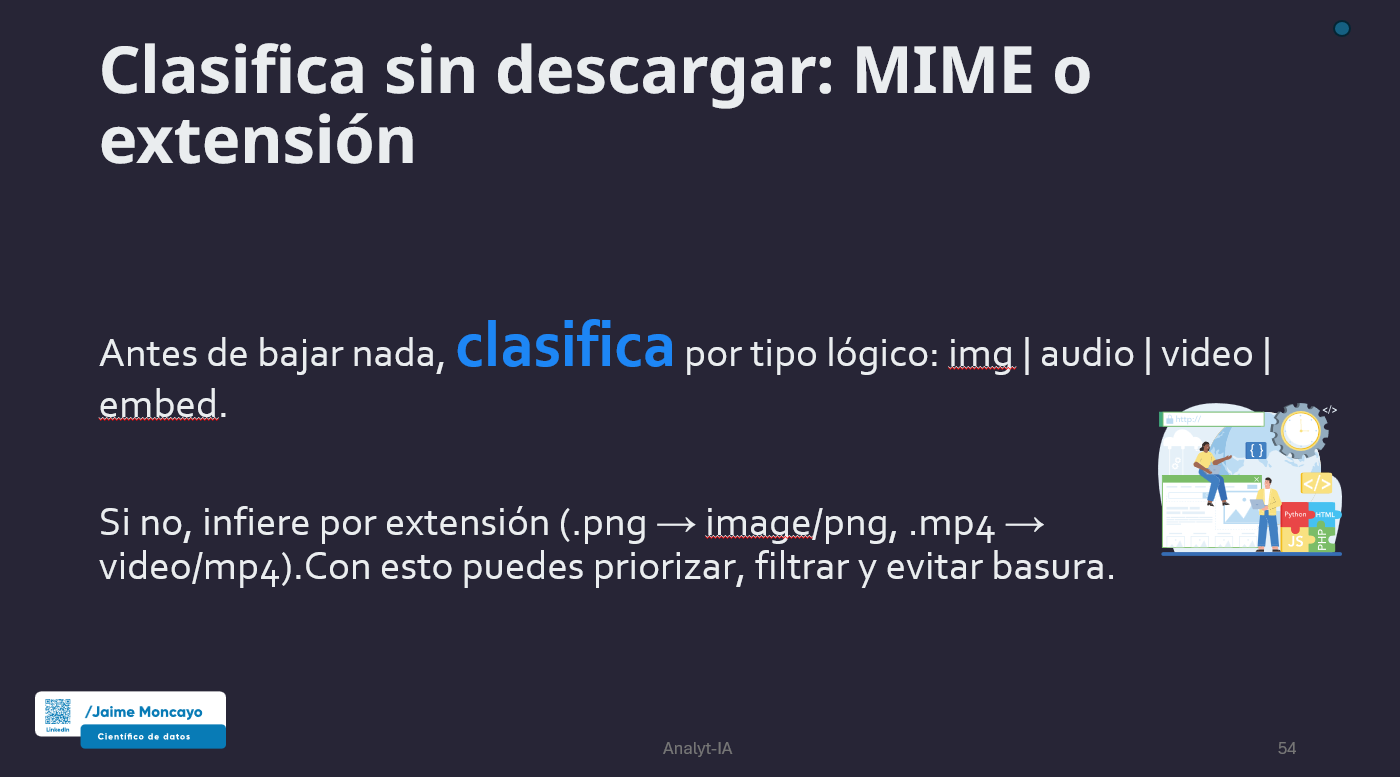 Clasifica sin descargar: MIME o
extensión
Antes de bajar nada, clasifica por tipo lógico: img | audio | video |
embed.
http://
</>
{ }
</>
Python
HTML
JS
PHP
Si no, infiere por extensión (.png → image/png, .mp4 →
video/mp4).Con esto puedes priorizar, filtrar y evitar basura.
/Jaime Moncayo
LinkedIn
Científico de datos
Analyt-IA
54